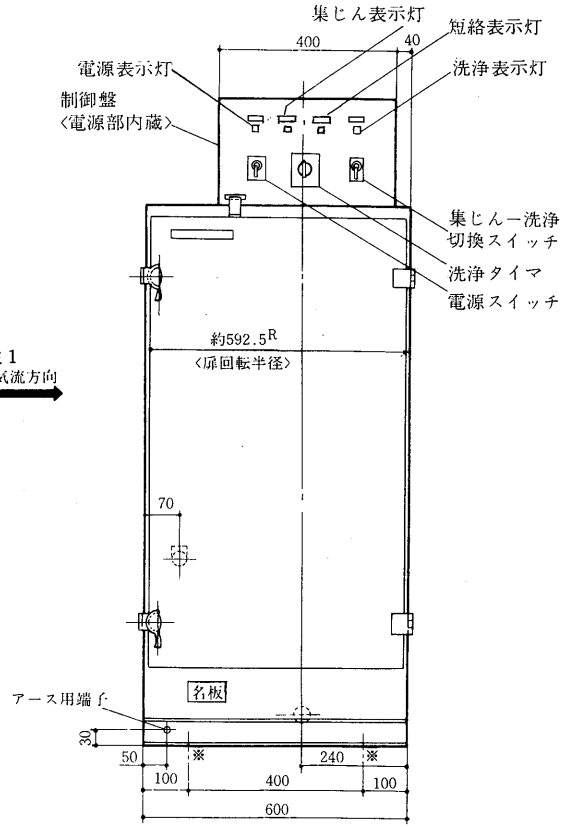 集じん表示灯
400
短絡表示灯
40
電源表示灯
洗浄表示灯
制御盤
〈電源部内蔵〉
集じん－洗浄
切換スイッチ
洗浄タイマ
電源スイッチ
約592.5R
〈扉回転半径〉
1
流方向
70
名板
アース用端子
30
50
※
240
※
100
400
100
600